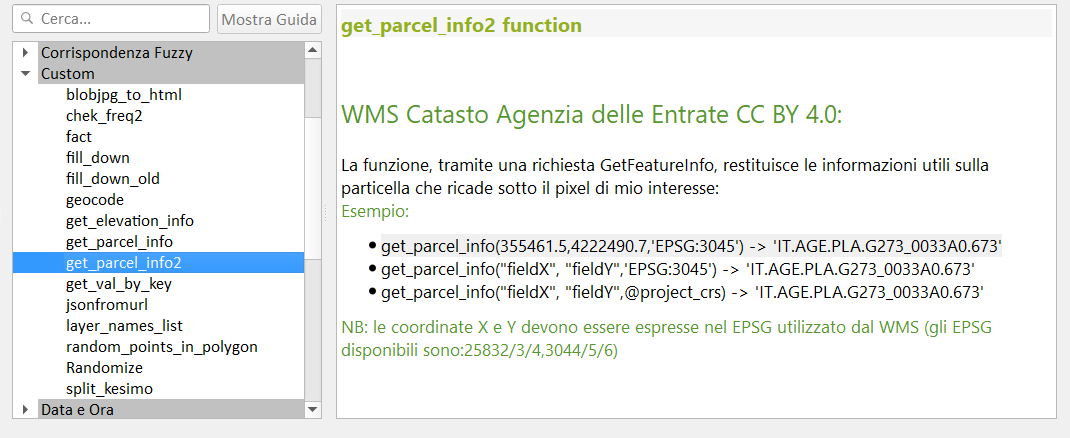 Cerca...
Mostra Guida
Corrispondenza Fuzzy
Custom
blobjpg_to_html
chek_freq2
fact
fill_down
fill_down_old
geocode
get_elevation_info
get_parcel_info
get_parcel_info2
get_val_by_key
jsonfromurl
layer_names_list
random_points_in_polygon
Randomize
split_kesimo
Data e Ora
get_parcel_info2 function
WMS Catasto Agenzia delle Entrate CC BY 4.0:
La funzione, tramite una richiesta GetFeatureInfo, restituisce le informazioni utili sulla
particella che ricade sotto il pixel di mio interesse:
Esempio:
• get_parcel_info(355461.5,4222490.7,'EPSG:3045') -> 'IT.AGE.PLA.G273_0033A0.673'
• get_parcel_info("fieldX", "fieldY",'EPSG:3045') -> 'IT.AGE.PLA.G273_0033A0.673'
• get_parcel_info("fieldX", "fieldY",@project_crs) -> 'IT.AGE.PLA.G273_0033A0.673'
NB: le coordinate X e Y devono essere espresse nel EPSG utilizzato dal WMS (gli EPSG
disponibili sono:25832/3/4,3044/5/6)